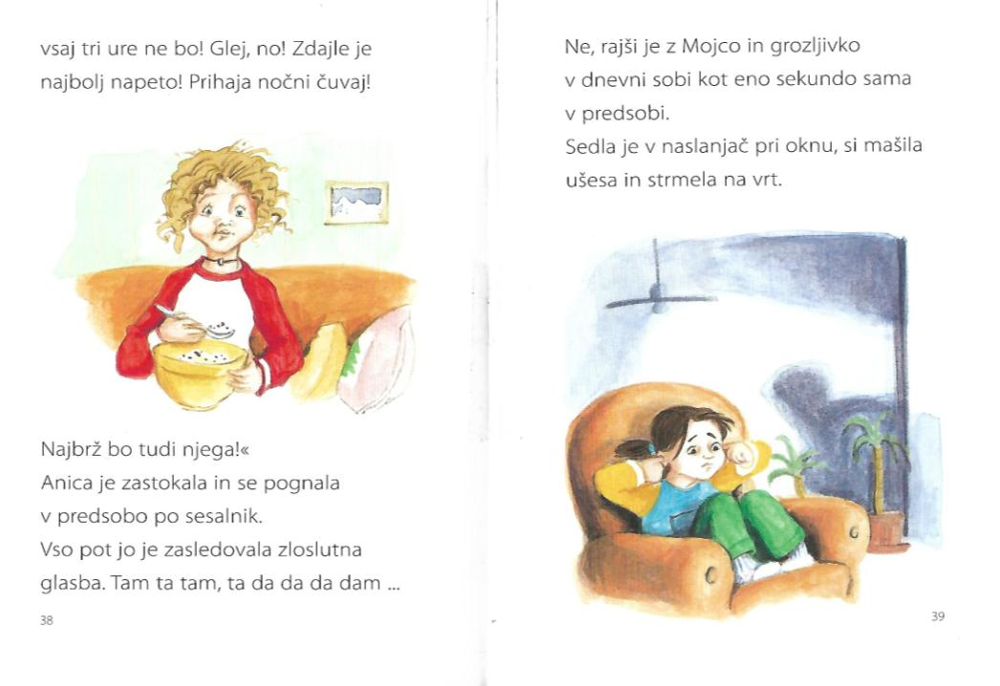 vsaj tri ure ne bo! Glej, no! Zdajle je
najbolj napeto! Prihaja nočni čuvaj!
Najbrž bo tudi njega!«
Anica je zastokala in se pognala
v predsobo po sesalnik.
Vso pot jo je zasledovala zloslutna
glasba. Tam ta tam, ta da da da dam ...
38
Ne, rajši je z Mojco in grozljivko
v dnevni sobi kot eno sekundo sama
v predsobi.
Sedla je v naslanjač pri oknu, si mašila
ušesa in strmela na vrt.
39